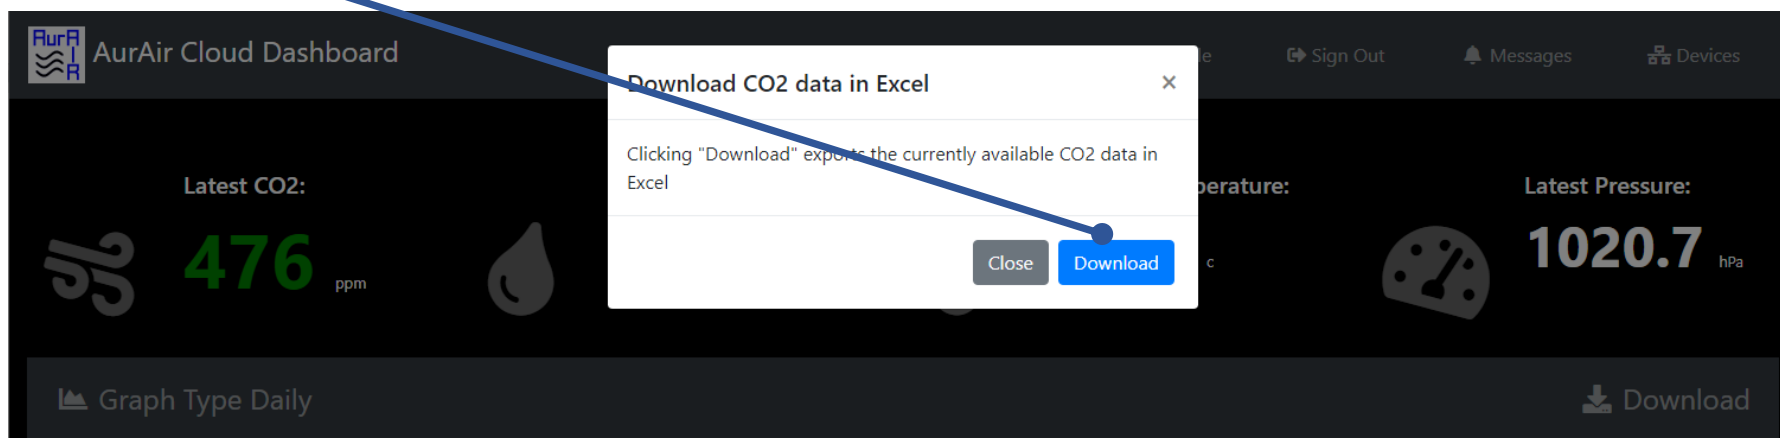 AurA
I
R
AurAir Cloud Dashboard
Sign Out
Messages
Devices
Download CO2 data in Excel
×
Clicking "Download" exports the currently available CO2 data in
Excel
Close
Download
Latest CO2:
476 ppm
c
Latest Pressure:
1020.7 hPa
Graph Type Daily
Download